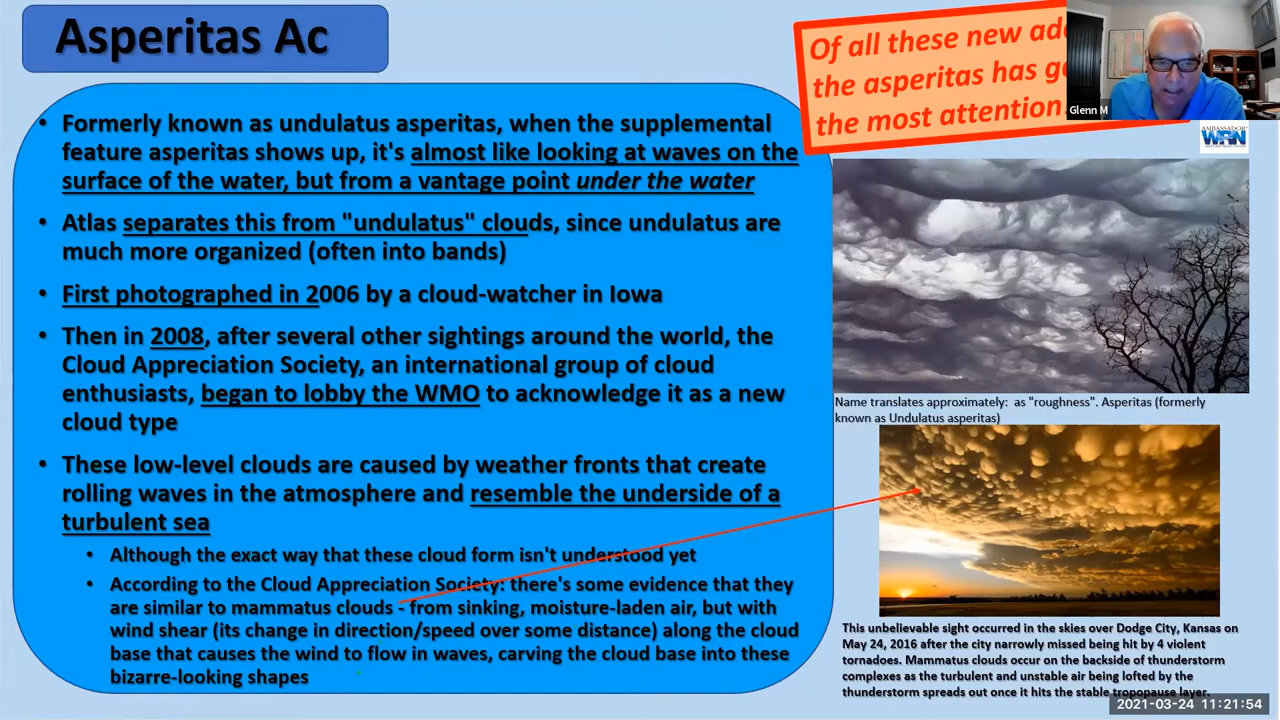 Asperitas Ac
Of all these new
the asperitas has
the most attention
Glenn M
AMBASSADOR
WRN
• Formerly known as undulatus asperitas, when the supplemental
feature asperitas shows up, it's almost like looking at waves on the
surface of the water, but from a vantage point under the water
• Atlas separates this from "undulatus" clouds, since undulatus are
much more organized (often into bands)
• First photographed in 2006 by a cloud-watcher in Iowa
• Then in 2008, after several other sightings around the world, the
Cloud Appreciation Society, an international group of cloud
enthusiasts, began to lobby the WMO to acknowledge it as a new
cloud type
• These low-level clouds are caused by weather fronts that create
rolling waves in the atmosphere and resemble the underside of a
turbulent sea
• Although the exact way that these cloud form isn't understood yet
• According to the Cloud Appreciation Society: there's some evidence that they
are similar to mammatus clouds - from sinking, moisture-laden air, but with
wind shear (its change in direction/speed over some distance) along the cloud
base that causes the wind to flow in waves, carving the cloud base into these
bizarre-looking shapes
Name translates approximately: as "roughness". Asperitas (formerly
known as Undulatus asperitas)
This unbelievable sight occurred in the skies over Dodge City, Kansas on
May 24, 2016 after the city narrowly missed being hit by 4 violent
tornadoes. Mammatus clouds occur on the backside of thunderstorm
complexes as the turbulent and unstable air being lofted by the
thunderstorm spreads out once it hits the stable tropopause layer.
2021-03-24 11:21:54